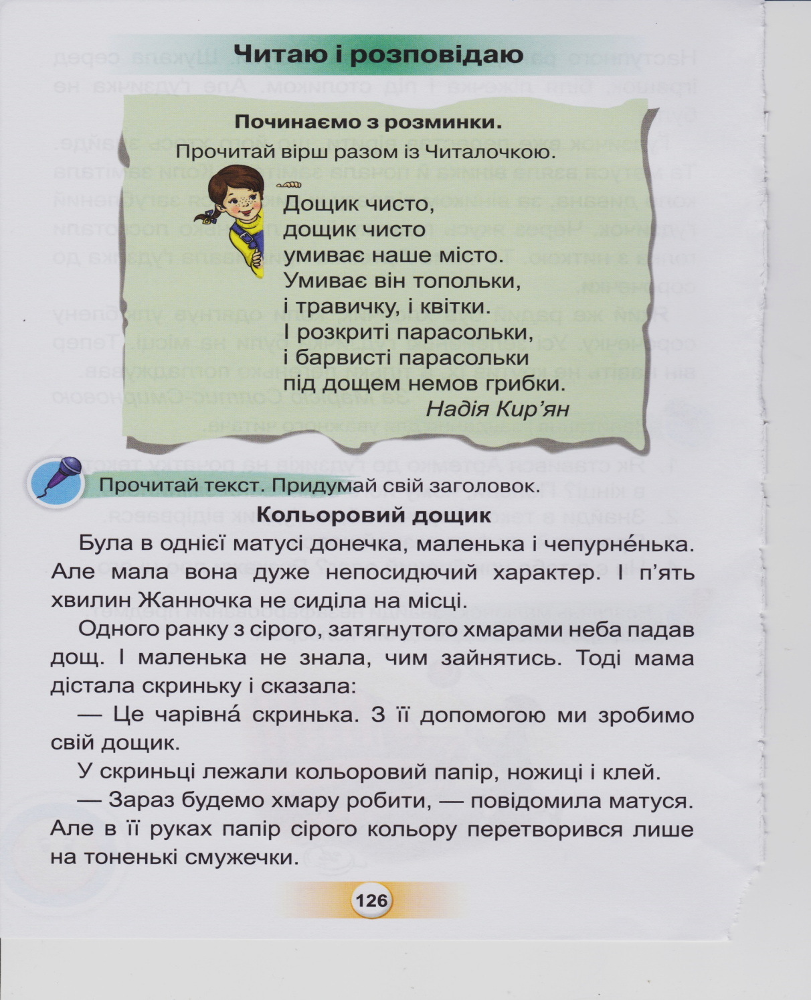 Читаю і розповідаю
Починаємо з розминки.
Прочитай вірш разом із Читалочкою.
Дощик чисто,
дощик чисто
умиває наше місто.
Умиває він топольки,
і травичку, і квітки.
І розкриті парасольки,
і барвисті парасольки
під дощем немов грибки.
Надія Кир’ян
Прочитай текст. Придумай свій заголовок.
Кольоровий дощик
Була в однієї матусі донечка, маленька і чепурне́нька.
Але мала вона дуже непосидючий характер. І п’ять
хвилин Жанночка не сиділа на місці.
Одного ранку з сірого, затягнутого хмарами неба падав
дощ. І маленька не знала, чим зайнятись. Тоді мама
дістала скриньку і сказала:
— Це чарівна́ скринька. З її допомогою ми зробимо
свій дощик.
У скриньці лежали кольоровий папір, ножиці і клей.
— Зараз будемо хмару робити, — повідомила матуся.
Але в її руках папір сірого кольору перетворився лише
на тоненькі смужечки.
126